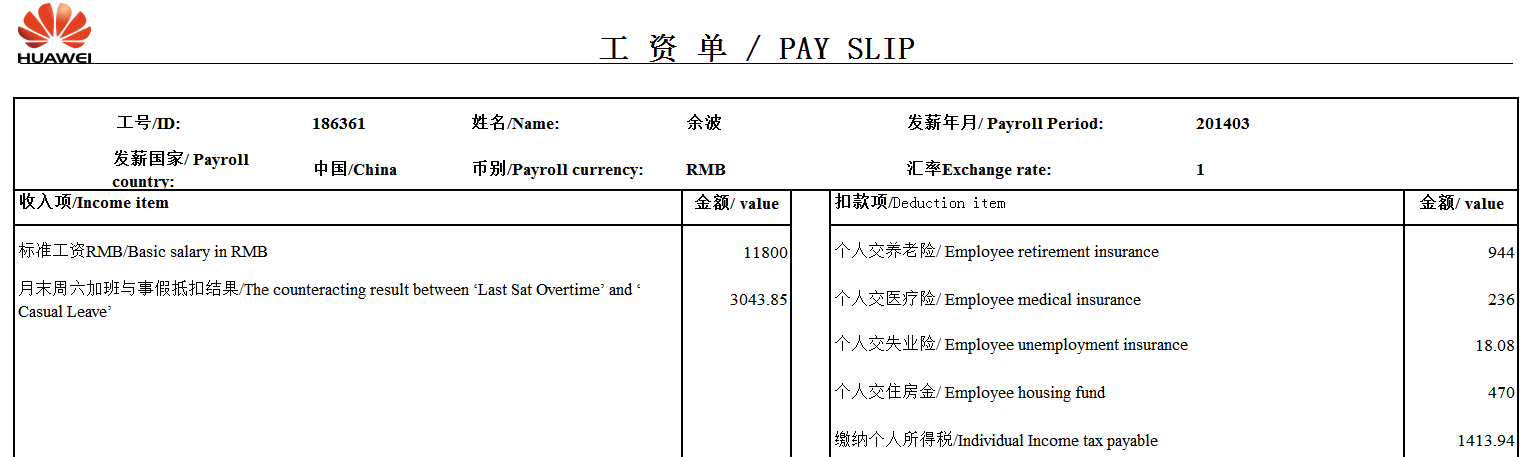 HUAWEI
工 资 单 / PAY SLIP
工号/ID: 186361 姓名/Name: 余波 发薪年月/ Payroll Period: 201403
发薪国家/ Payroll country: 中国/China 币别/Payroll currency: RMB 汇率Exchange rate: 1
收入项/Income item 金额/ value 扣款项/Deduction item 金额/ value
标准工资RMB/Basic salary in RMB 11800 个人交养老险/ Employee retirement insurance 944
月末周六加班与事假抵扣结果/The counteracting result between ‘Last Sat Overtime’ and ‘
Casual Leave’ 3043.85 个人交医疗险/ Employee medical insurance 236
个人交失业险/ Employee unemployment insurance 18.08
个人交住房金/ Employee housing fund 470
缴纳个人所得税/Individual Income tax payable 1413.94